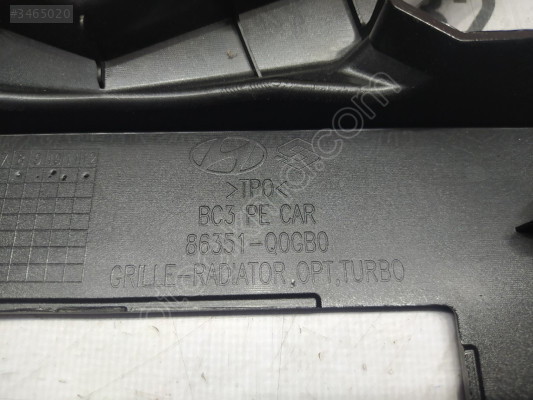 #3465020
>TPO<
BC3 PE CAR
86351-Q0GB0
GRILLE-RADIATOR,OPT,TURBO